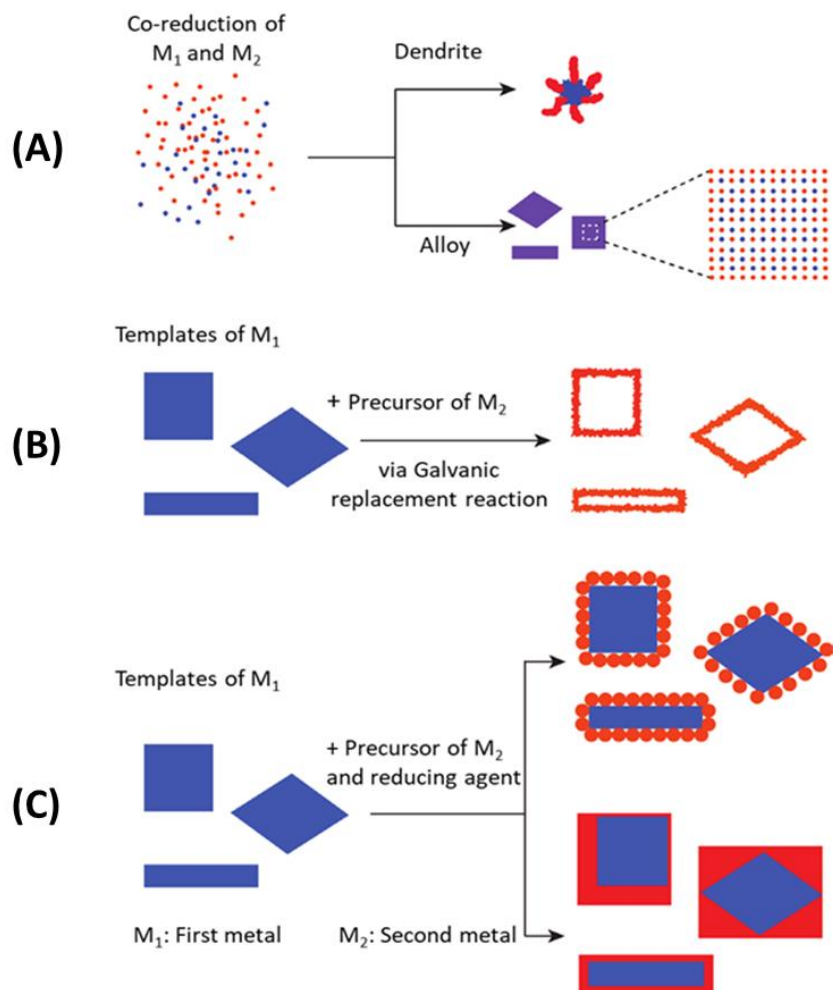 Co-reduction of
M₁ and M₂
Dendrite
(A)
Alloy
Templates of M₁
+ Precursor of M₂
(B)
via Galvanic
replacement reaction
Templates of M₁
+ Precursor of M₂
and reducing agent
(C)
M₁: First metal
M₂: Second metal